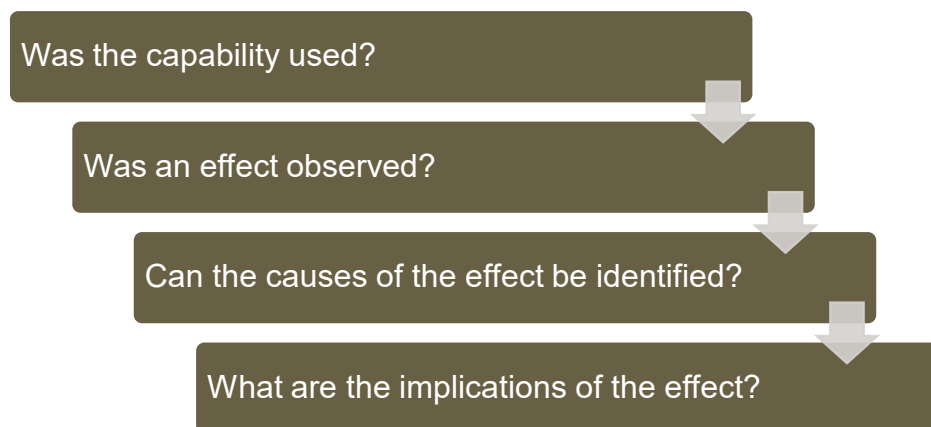 Was the capability used?
Was an effect observed?
Can the causes of the effect be identified?
What are the implications of the effect?